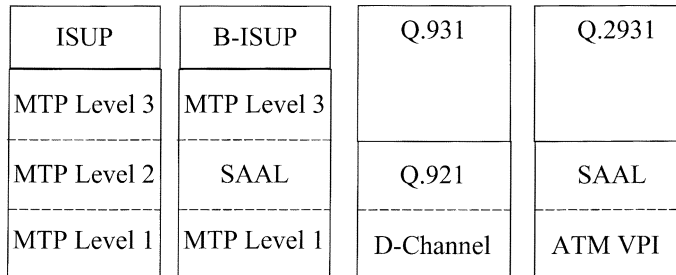 ISUP
B-ISUP
Q.931
Q.2931
MTP Level 3
MTP Level 3
MTP Level 2
SAAL
Q.921
SAAL
MTP Level 1
MTP Level 1
D-Channel
ATM VPI